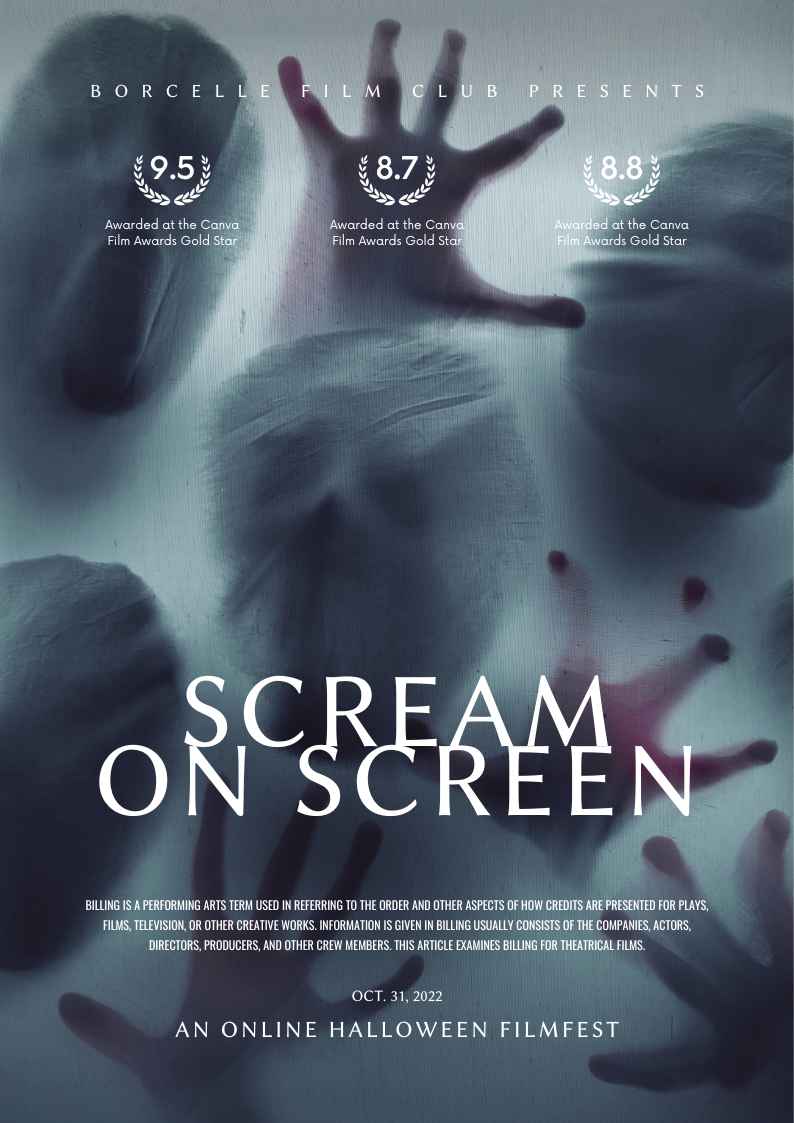 BORCELLE FILM CLUB PRESENTS
9.5
8.7
8.8
Awarded at the Canva
Film Awards Gold Star
Awarded at the Canva
Film Awards Gold Star
Awarded at the Canva
Film Awards Gold Star
SCREAM
ON SCREEN
BILLING IS A PERFORMING ARTS TERM USED IN REFERRING TO THE ORDER AND OTHER ASPECTS OF HOW CREDITS ARE PRESENTED FOR PLAYS,
FILMS, TELEVISION, OR OTHER CREATIVE WORKS. INFORMATION IS GIVEN IN BILLING USUALLY CONSISTS OF THE COMPANIES, ACTORS,
DIRECTORS, PRODUCERS, AND OTHER CREW MEMBERS. THIS ARTICLE EXAMINES BILLING FOR THEATRICAL FILMS.
OCT. 31, 2022
AN ONLINE HALLOWEEN FILMFEST